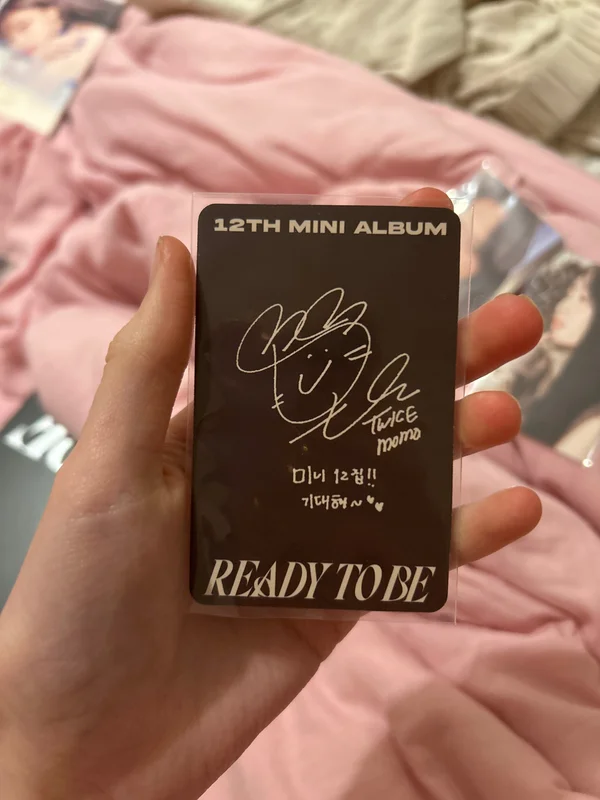 12TH MINI ALBUM
TWICE
MOMO
미니 12집!!
기대해~
READY TO BE